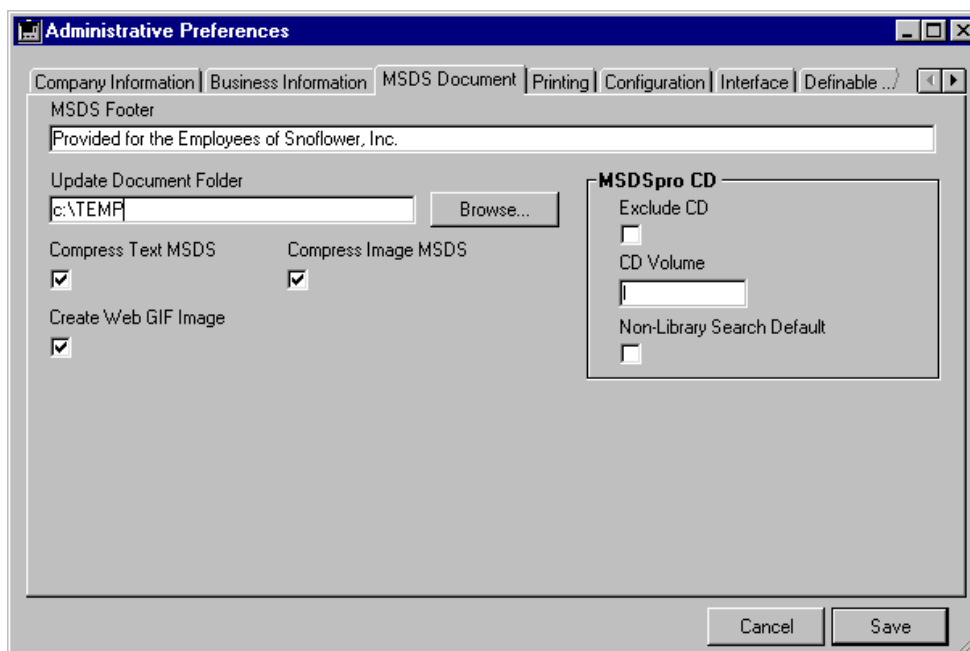 Administrative Preferences
Company Information Business Information MSDS Document Printing Configuration Interface Definable ...
MSDS Footer
Provided for the Employees of Snoflower, Inc.
Update Document Folder
c:\TEMP
Browse...
Compress Text MSDS Compress Image MSDS
Create Web GIF Image
MSDSpro CD
Exclude CD
CD Volume
Non-Library Search Default
Cancel Save